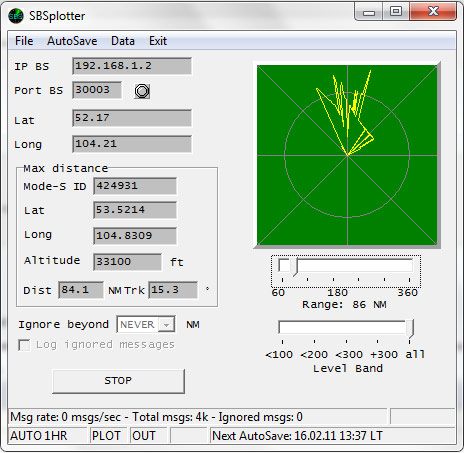 SBSplotter
File AutoSave Data Exit
IP BS 192.168.1.2
Port BS 30003
Lat 52.17
Long 104.21
Max distance
Mode-S ID 424931
Lat 53.5214
Long 104.8309
Altitude 33100 ft
Dist 84.1 NM Trk 15.3 °
Ignore beyond NEVER NM
Log ignored messages
STOP
60 180 360
Range: 86 NM
<100 <200 <300 +300 all
Level Band
Msg rate: 0 msgs/sec - Total msgs: 4k - Ignored msgs: 0
AUTO 1HR PLOT OUT Next AutoSave: 16.02.11 13:37 LT